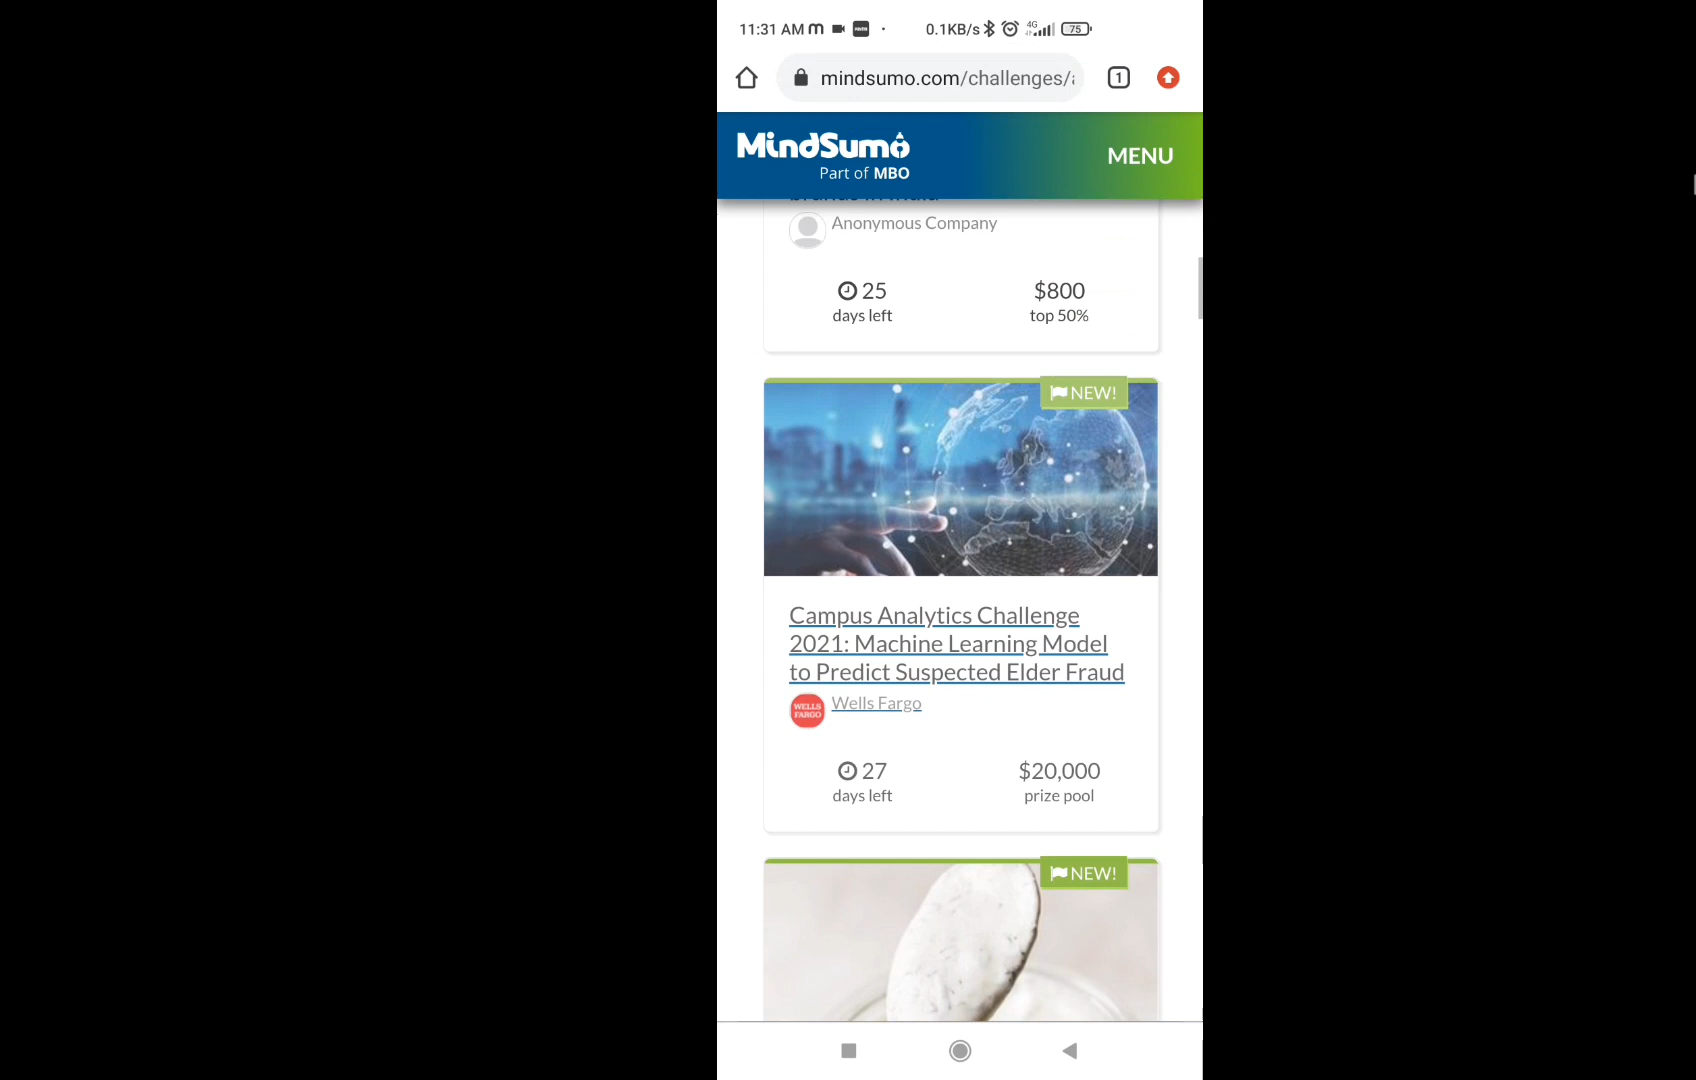 11:31 AM
0.1KB/s 4G 75
mindsumo.com/challenges/
1
MindSumo
Part of MBO
MENU
Anonymous Company
25
$800
days left
top 50%
NEW!
Campus Analytics Challenge
2021: Machine Learning Model
to Predict Suspected Elder Fraud
WELLS
FARGO
Wells Fargo
27
$20,000
days left
prize pool
NEW!